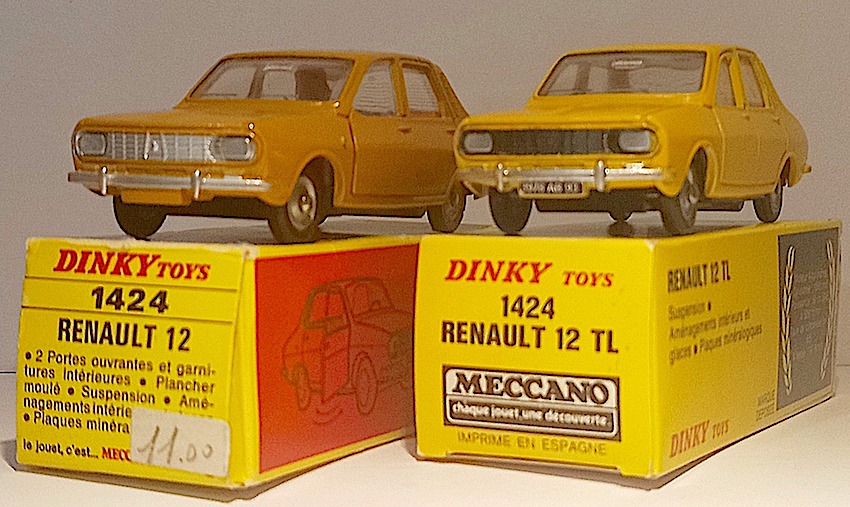 DINKY TOYS
1424
RENAULT 12
• 2 Portes ouvrantes et garni-
tures intérieures • Plancher
moulé • Suspension • Amé-
nagements intérie
• Plaques minéra
le jouet, c'est... MECC
11.00
DINKY TOYS
1424
RENAULT 12 TL
MECCANO
chaque jouet, une découverte
IMPRIME EN ESPAGNE
RENAULT 12 TL
Suspension •
Aménagements intérieurs et
glaces • Plaques minéralogiques
MARQUE
DEPOSEE
DINKY TOYS